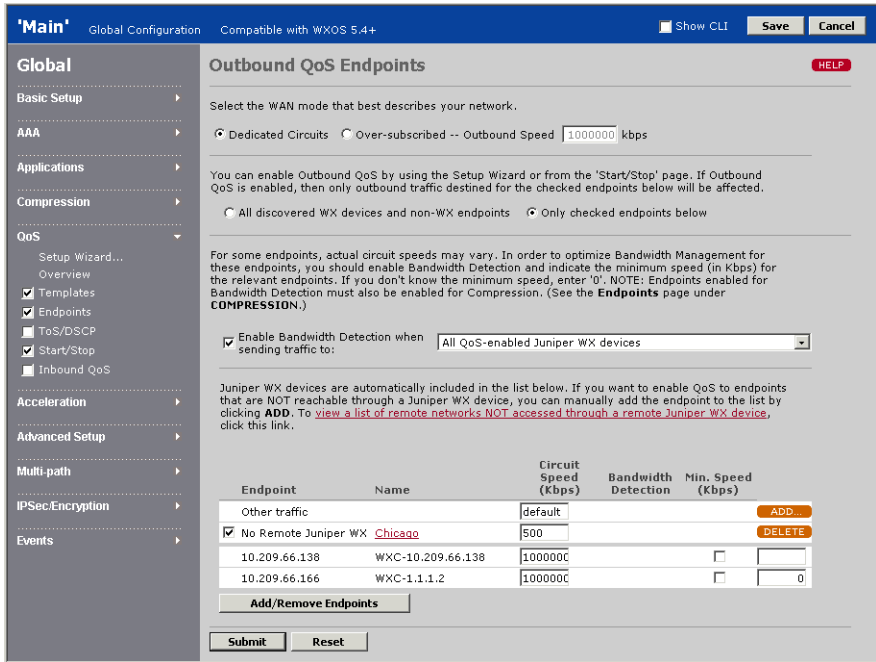 'Main' Global Configuration Compatible with WXOS 5.4+ Show CLI Save Cancel
Global
Basic Setup
AAA
Applications
Compression
QoS
Setup Wizard...
Overview
Templates
Endpoints
ToS/DSCP
Start/Stop
Inbound QoS
Acceleration
Advanced Setup
Multi-path
IPSec/Encryption
Events
Outbound QoS Endpoints HELP
Select the WAN mode that best describes your network.
Dedicated Circuits Over-subscribed -- Outbound Speed 1000000 kbps
You can enable Outbound QoS by using the Setup Wizard or from the 'Start/Stop' page. If Outbound
QoS is enabled, then only outbound traffic destined for the checked endpoints below will be affected.
All discovered WX devices and non-WX endpoints Only checked endpoints below
For some endpoints, actual circuit speeds may vary. In order to optimize Bandwidth Management for
these endpoints, you should enable Bandwidth Detection and indicate the minimum speed (in Kbps) for
the relevant endpoints. If you don't know the minimum speed, enter '0'. NOTE: Endpoints enabled for
Bandwidth Detection must also be enabled for Compression. (See the Endpoints page under
COMPRESSION.)
Enable Bandwidth Detection when
sending traffic to:
All QoS-enabled Juniper WX devices
Juniper WX devices are automatically included in the list below. If you want to enable QoS to endpoints
that are NOT reachable through a Juniper WX device, you can manually add the endpoint to the list by
clicking ADD. To view a list of remote networks NOT accessed through a remote Juniper WX device,
click this link.
Endpoint Name Circuit Speed (Kbps) Bandwidth Detection Min. Speed (Kbps)
Other traffic default ADD...
No Remote Juniper WX Chicago 500 DELETE
10.209.66.138 WXC-10.209.66.138 100000
10.209.66.166 WXC-1.1.1.2 100000 0
Add/Remove Endpoints
Submit Reset